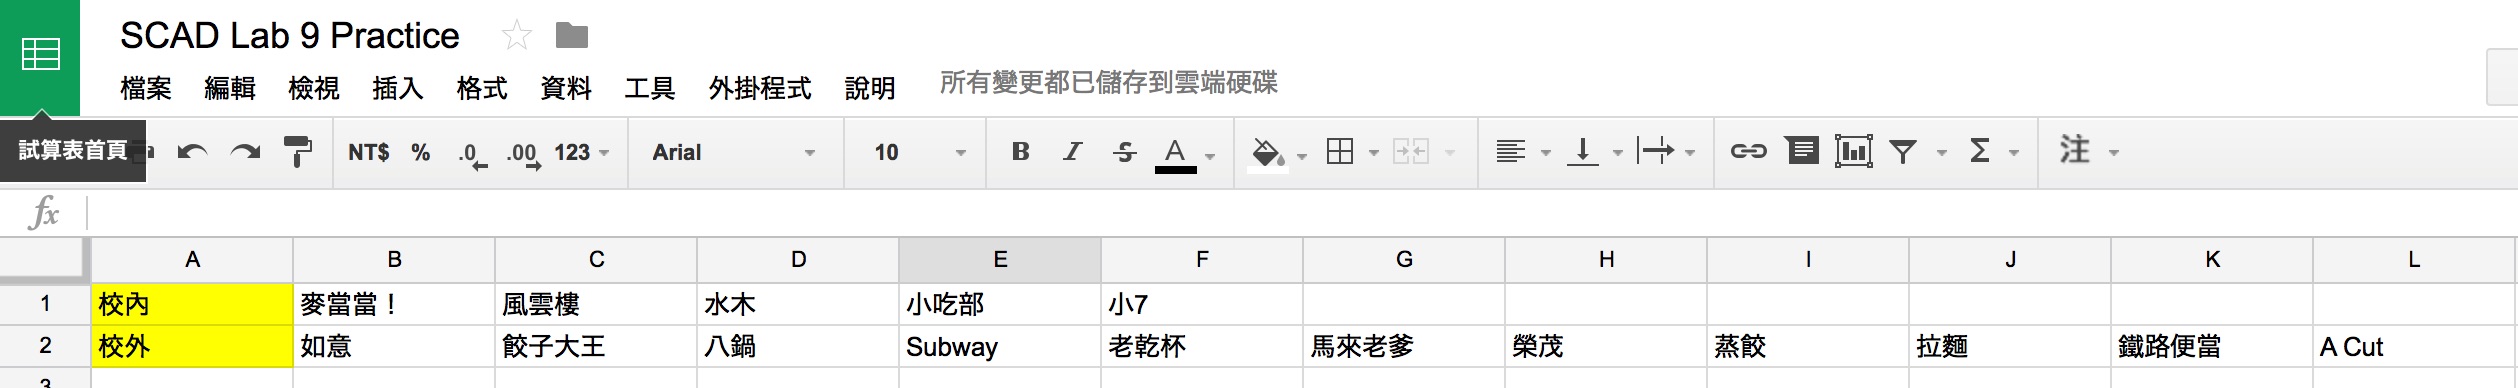 SCAD Lab 9 Practice
檔案 編輯 檢視 插入 格式 資料 工具 外掛程式 說明 所有變更都已儲存到雲端硬碟
試算表首頁 NT$ % .0 .00 123 Arial 10 B I S A Σ 注
fx
A B C D E F G H I J K L
1 校內 麥當當！ 風雲樓 水木 小吃部 小7
2 校外 如意 餃子大王 八鍋 Subway 老乾杯 馬來老爹 榮茂 蒸餃 拉麵 鐵路便當 A Cut
3